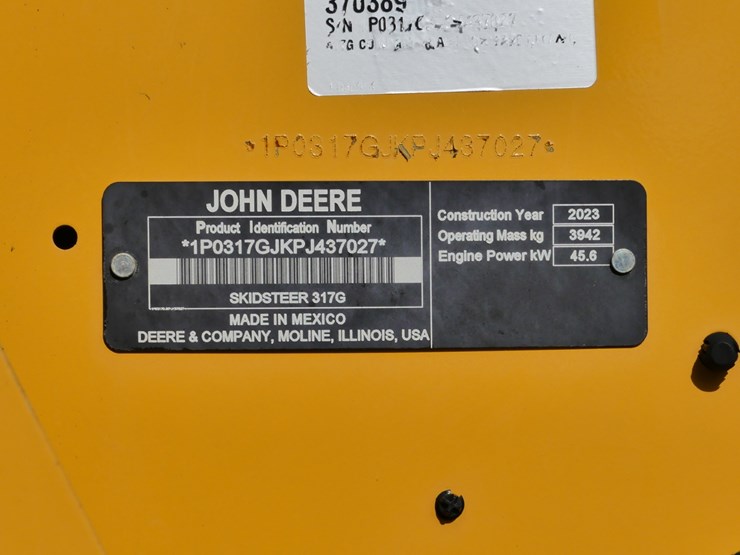 370389
S/N
*1P0317GJKPJ437027*
JOHN DEERE
Product Identification Number
*1P0317GJKPJ437027*
SKIDSTEER 317G
MADE IN MEXICO
DEERE & COMPANY, MOLINE, ILLINOIS, USA
Construction Year 2023
Operating Mass kg 3942
Engine Power kW 45.6